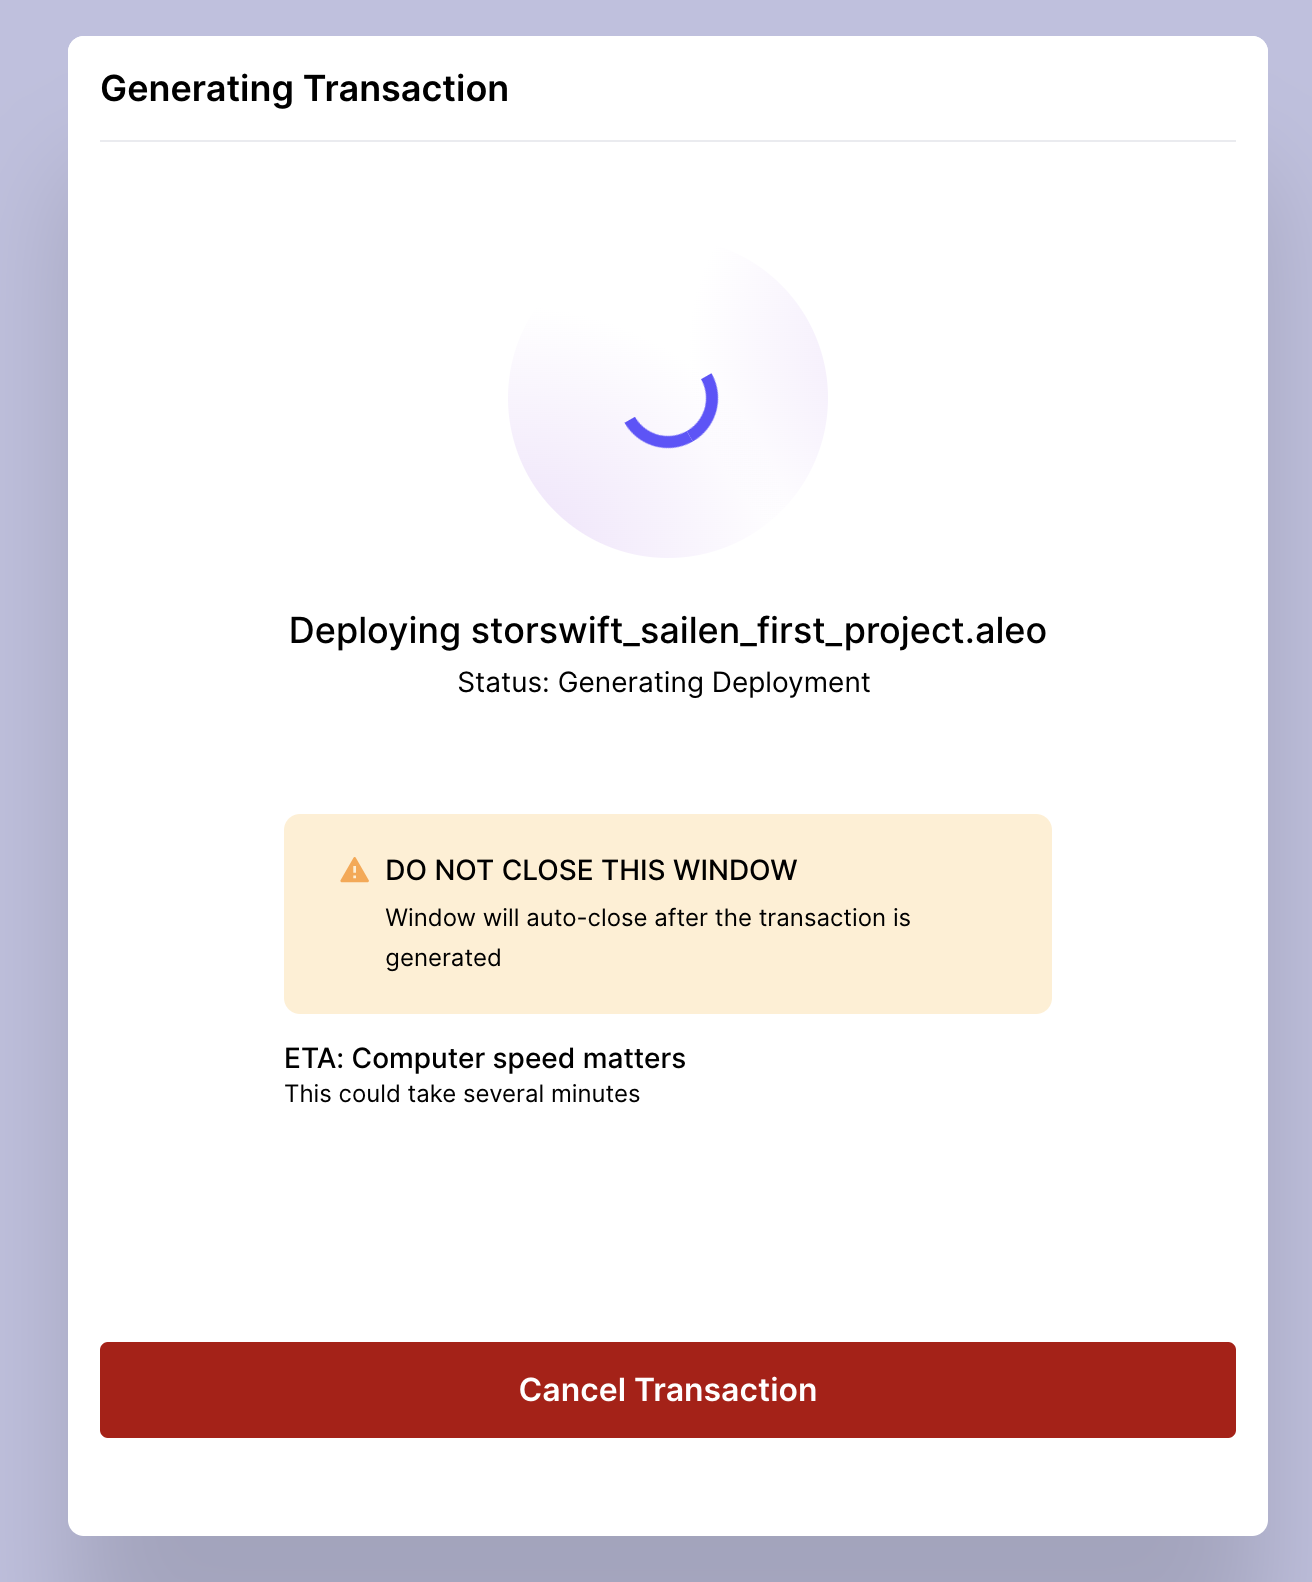 Generating Transaction
Deploying storswift_sailen_first_project.aleo
Status: Generating Deployment
DO NOT CLOSE THIS WINDOW
Window will auto-close after the transaction is
generated
ETA: Computer speed matters
This could take several minutes
Cancel Transaction